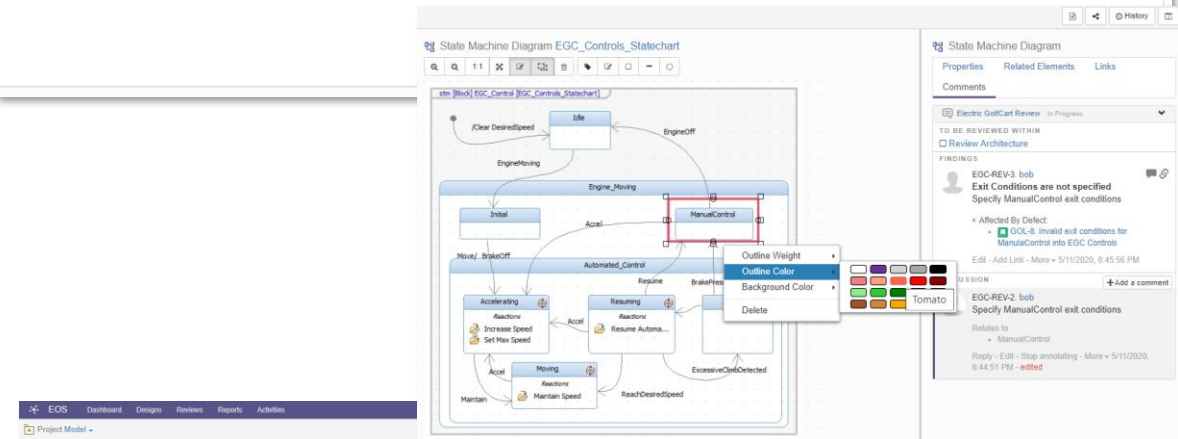 History
State Machine Diagram EGC_Controls_Statechart
1:1
stm [Block] EGC_Control [EGC_Controls_Statechart]
Idle
/Clear DesiredSpeed
EngineOff
EngineMoving
Engine_Moving
Initial
ManualControl
Accel
Move/ BrakeOff
Automated_Control
Resume
BrakePres
Accelerating
Reactions
Increase Speed
Set Max Speed
Accel
Resuming
Reactions
Resume Automa...
Accel
Moving
Reactions
Maintain Speed
Maintain
ReachDesiredSpeed
ExcessiveClimbDetected
Outline Weight
Outline Color
Background Color
Delete
Tomato
State Machine Diagram
Properties Related Elements Links
Comments
Electric GolfCart Review In Progress
TO BE REVIEWED WITHIN
Review Architecture
FINDINGS
EGC-REV-3. bob
Exit Conditions are not specified
Specify ManualControl exit conditions
Affected By Defect:
GOL-8: Invalid exit conditions for
ManulaControl into EGC Controls
Edit - Add Link - More 5/11/2020, 6:45:56 PM
USSION
+Add a comment
EGC-REV-2. bob
Specify ManualControl exit conditions
Relates to
ManualControl
Reply - Edit - Stop annotating - More 5/11/2020,
6:44:51 PM - edited
EOS Dashboard Designs Reviews Reports Activities
Project Model